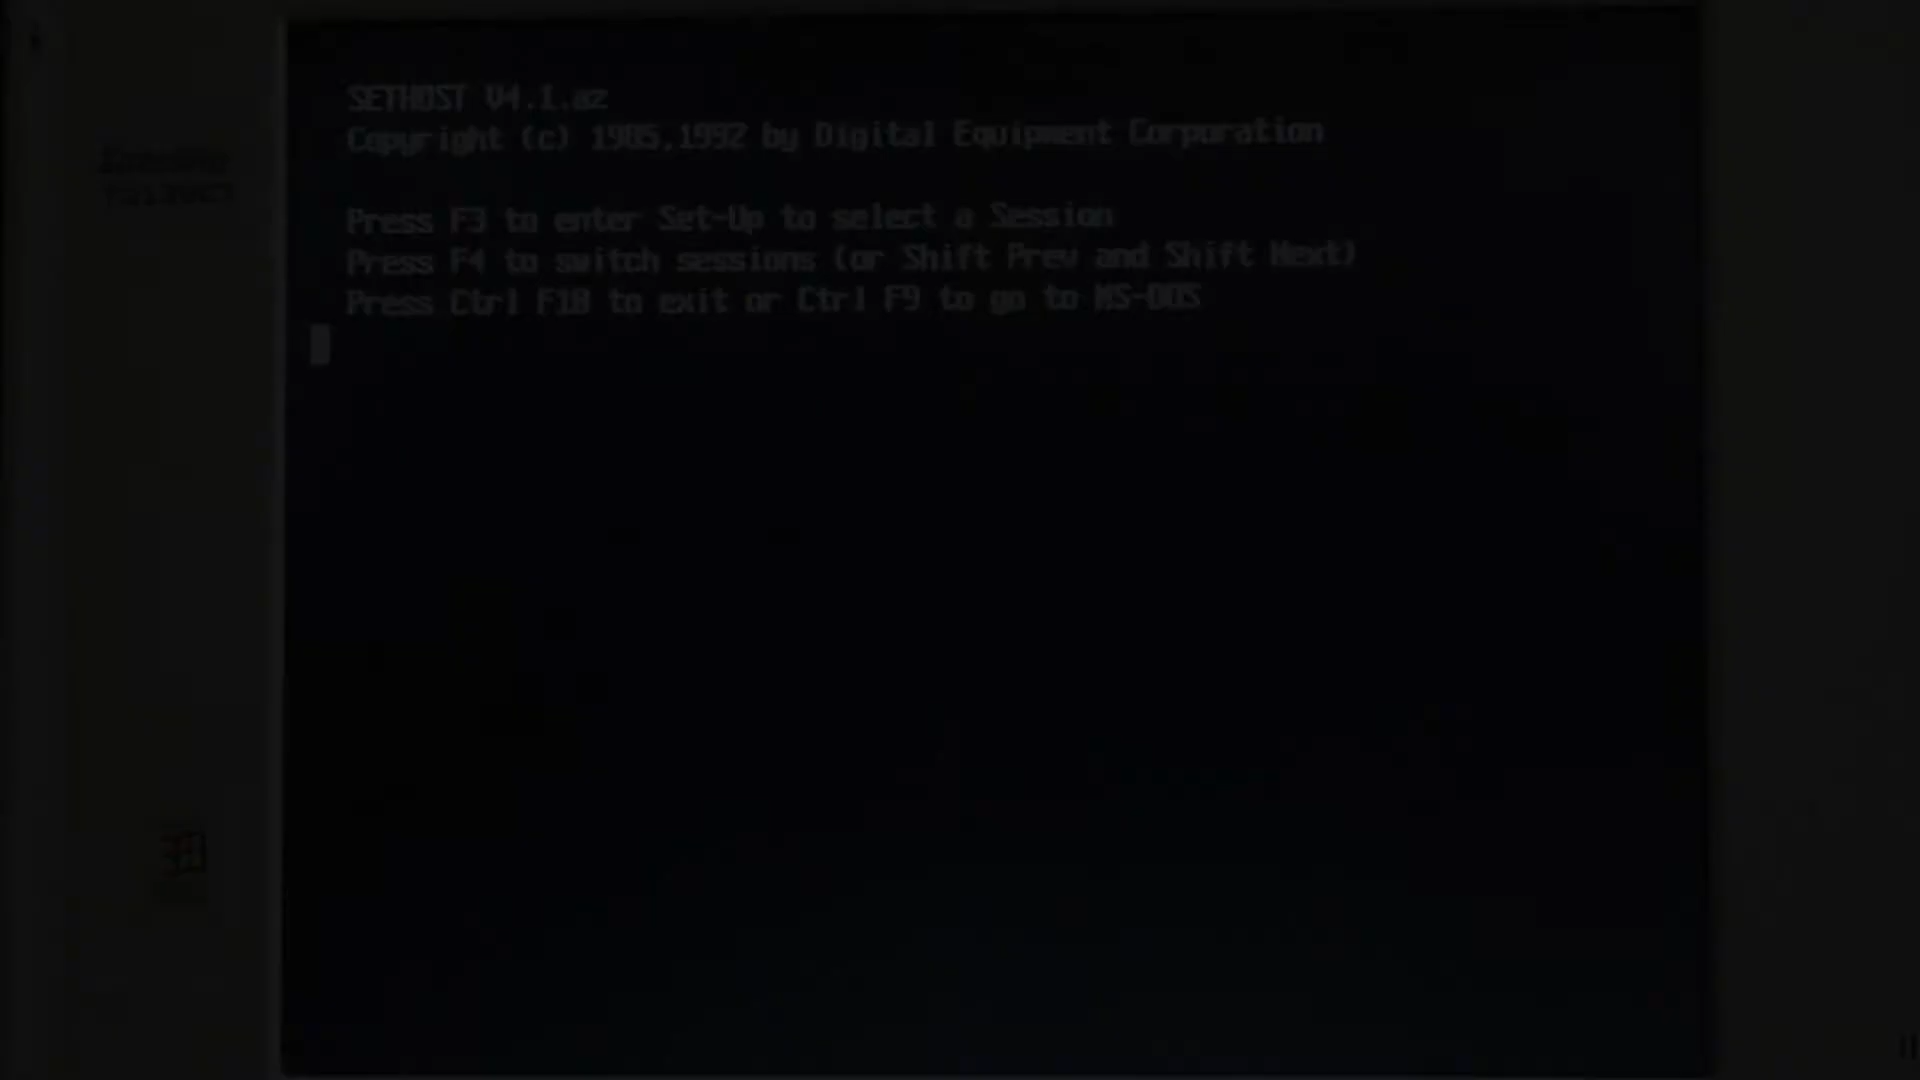 SETHOST V4.1.az
Copyright (c) 1985,1992 by Digital Equipment Corporation
Press F3 to enter Set-Up to select a Session
Press F4 to switch sessions (or Shift Prev and Shift Next)
Press Ctrl F10 to exit or Ctrl F9 to go to MS-DOS